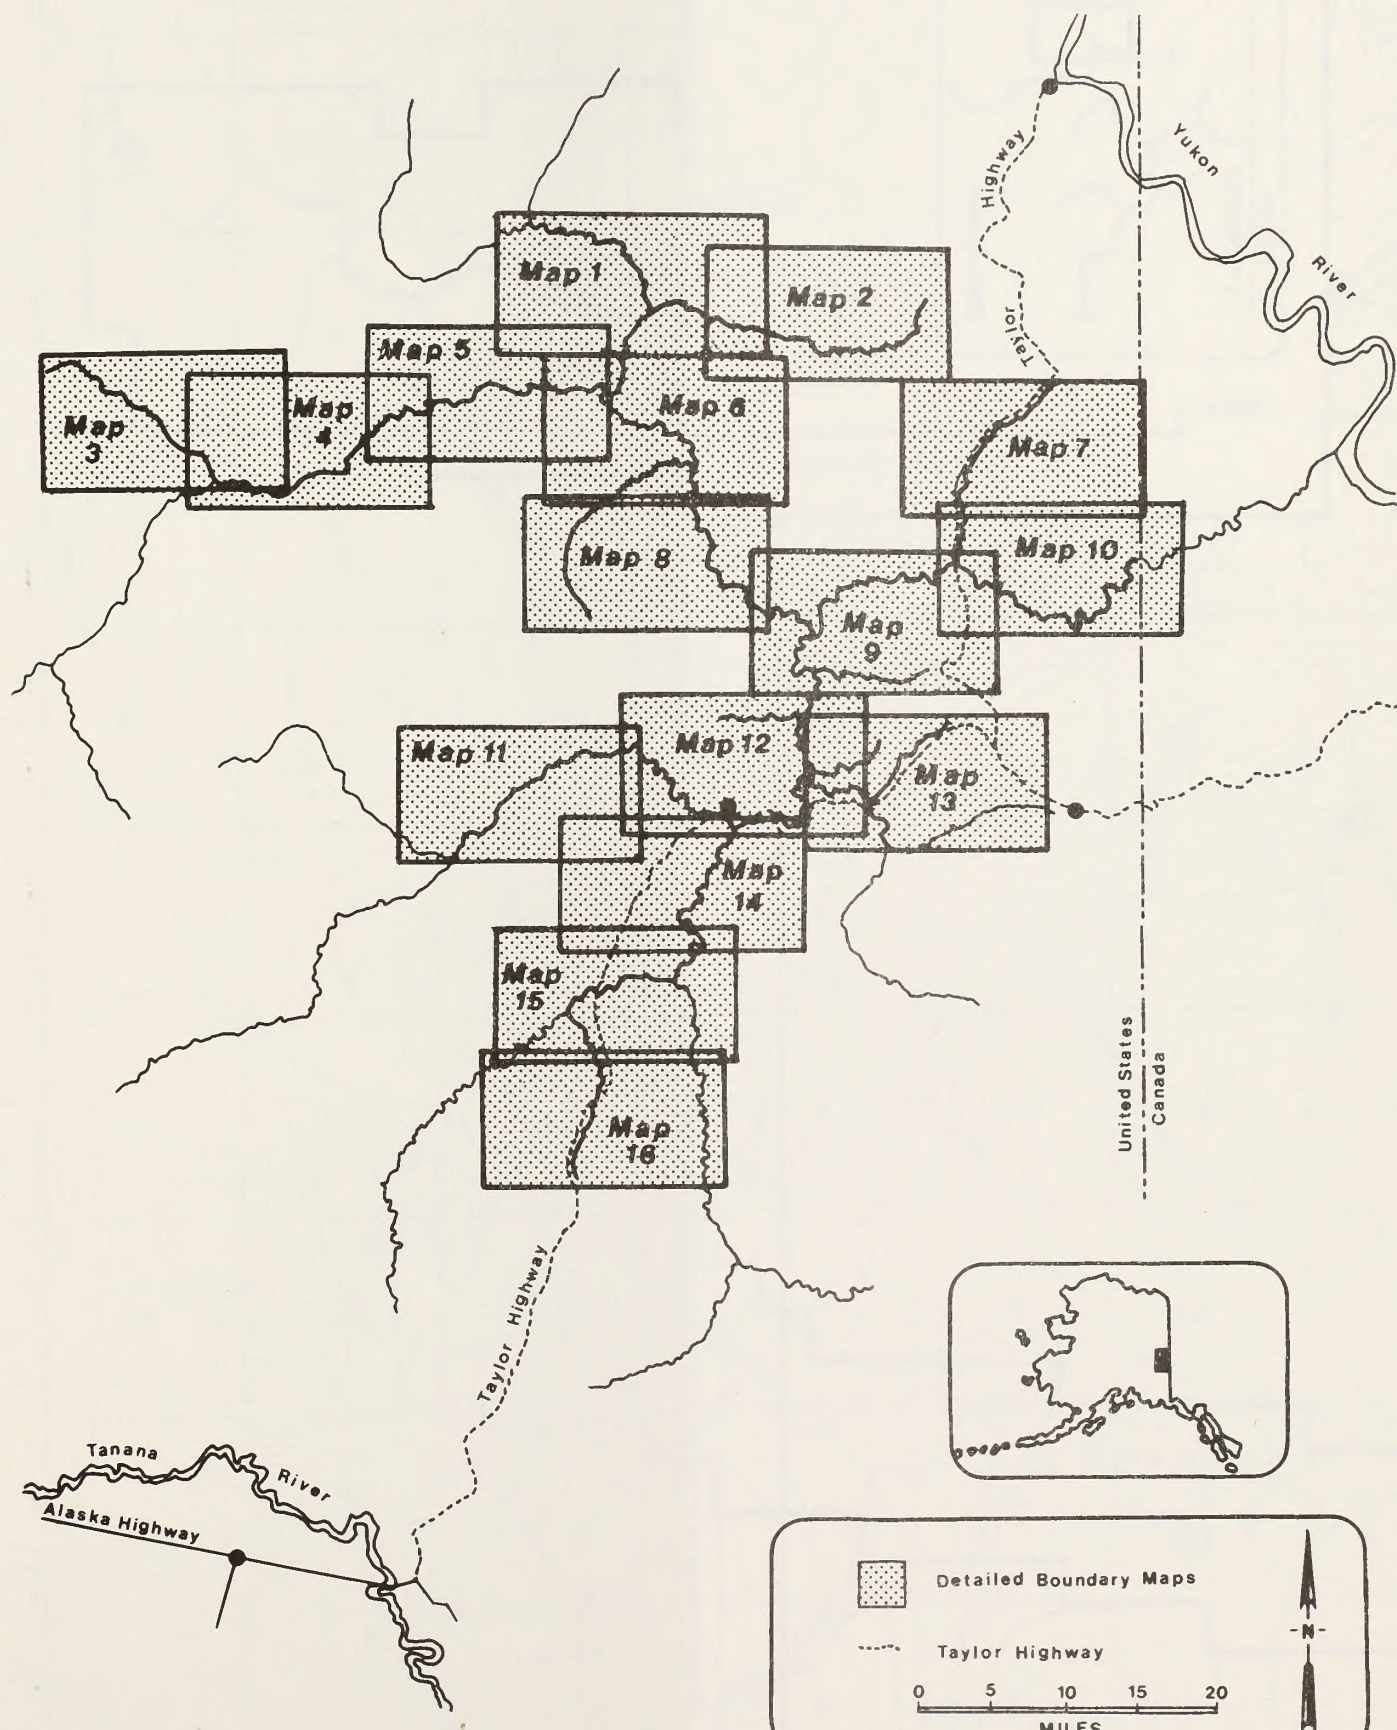 Yukon
River
Highway
Taylor
Map 1
Map 2
Map 5
Map 3
Map 4
Map 6
Map 7
Map 8
Map 10
Map 9
Map 11
Map 12
Map 13
Map 14
Map 15
Map 16
United States
Canada
Taylor Highway
Tanana
River
Alaska Highway
Detailed Boundary Maps
-N-
Taylor Highway
0 5 10 15 20
MILES